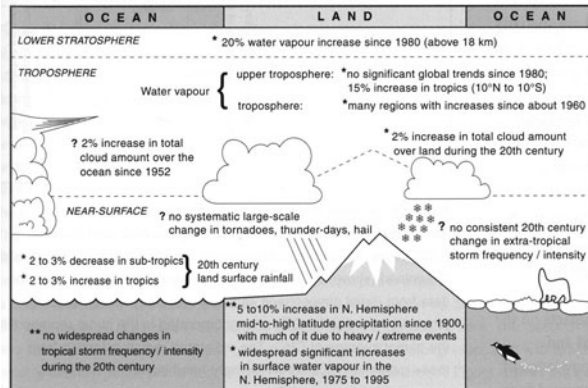 OCEAN LAND OCEAN
LOWER STRATOSPHERE * 20% water vapour increase since 1980 (above 18 km)
TROPOSPHERE
Water vapour
upper troposphere: *no significant global trends since 1980;
15% increase in tropics (10°N to 10°S)
troposphere: *many regions with increases since about 1960
? 2% increase in total
cloud amount over the
ocean since 1952
* 2% increase in total cloud amount
over land during the 20th century
NEAR-SURFACE
? no systematic large-scale
change in tornadoes, thunder-days, hail
? no consistent 20th century
change in extra-tropical
storm frequency / intensity
* 2 to 3% decrease in sub-tropics
* 2 to 3% increase in tropics
20th century
land surface rainfall
** no widespread changes in
tropical storm frequency / intensity
during the 20th century
**5 to10% increase in N. Hemisphere
mid-to-high latitude precipitation since 1900,
with much of it due to heavy / extreme events
* widespread significant increases
in surface water vapour in
the N. Hemisphere, 1975 to 1995